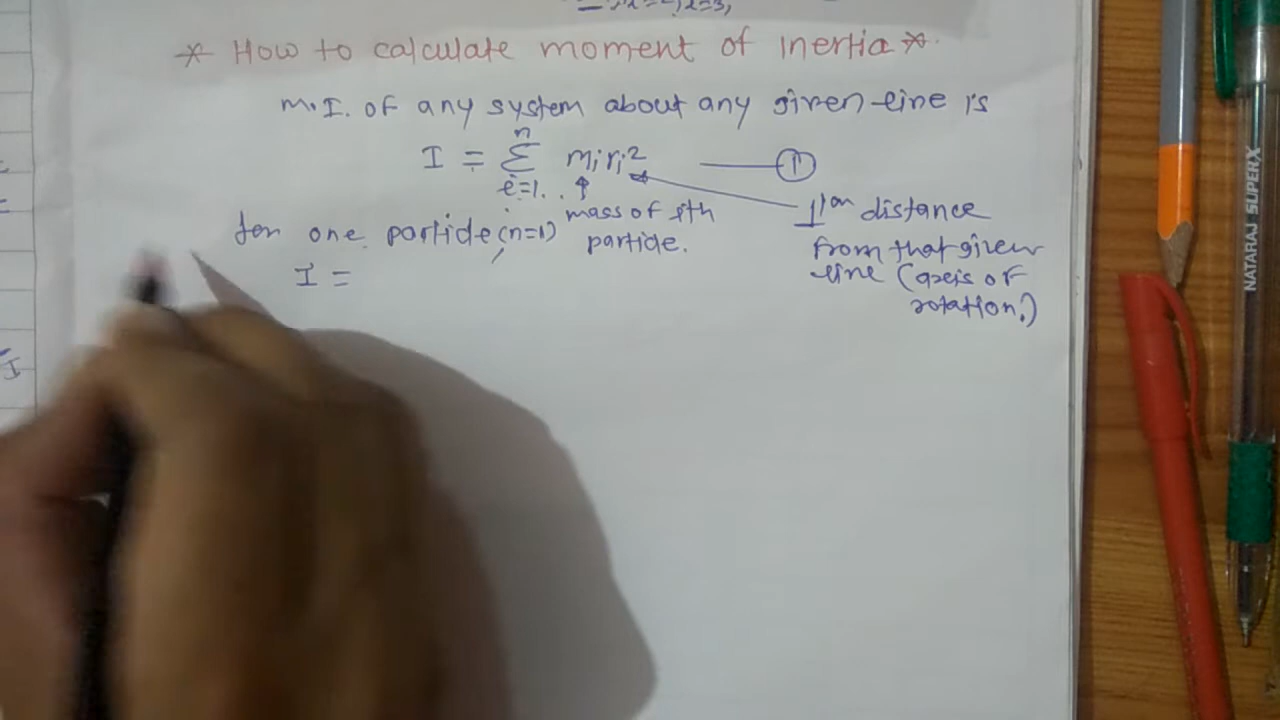 * How to calculate moment of inertia *
M.I. of any system about any given line is
I = Σ mᵢrᵢ² ——— ①
n
i=1
mass of ith
particle.
⊥lar distance
from that given
line (axis of
rotation.)
for one particle (n=1)
I =
NATARAJ SUPERX